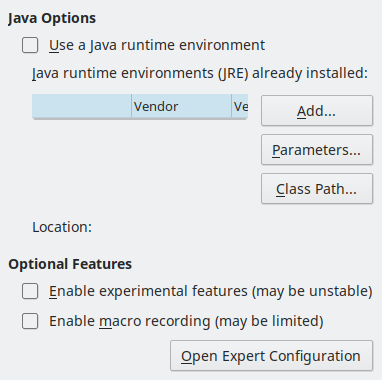 Java Options
Use a Java runtime environment
Java runtime environments (JRE) already installed:
Vendor Ve
Add...
Parameters...
Class Path...
Location:
Optional Features
Enable experimental features (may be unstable)
Enable macro recording (may be limited)
Open Expert Configuration